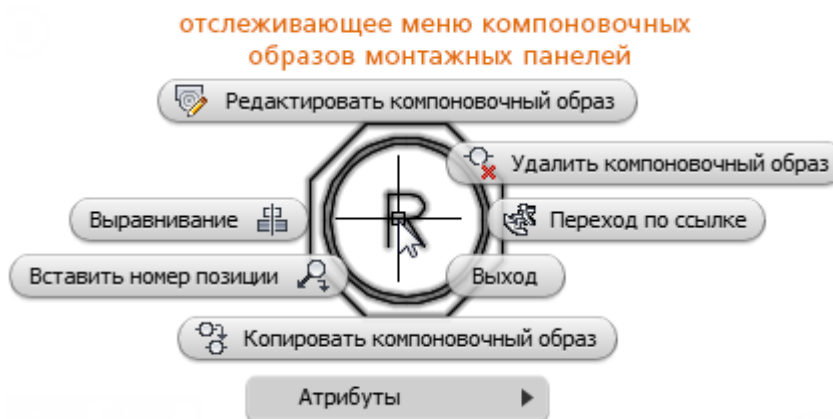 отслеживающее меню компоновочных
образов монтажных панелей
Редактировать компоновочный образ
Удалить компоновочный образ
R
Выравнивание
Переход по ссылке
Вставить номер позиции
Выход
Копировать компоновочный образ
Атрибуты